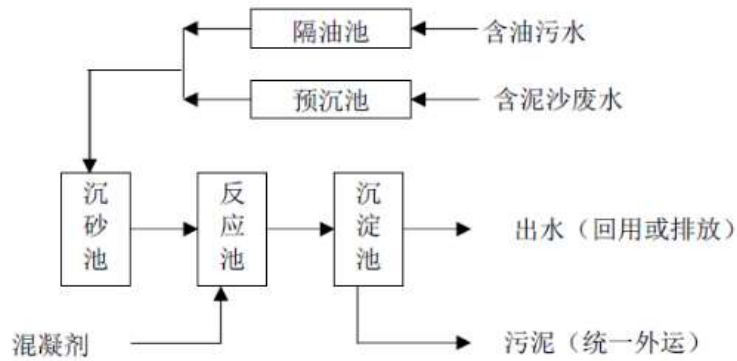 隔油池
含油污水
预沉池
含泥沙废水
沉砂池
反应池
沉淀池
出水（回用或排放）
混凝剂
污泥（统一外运）